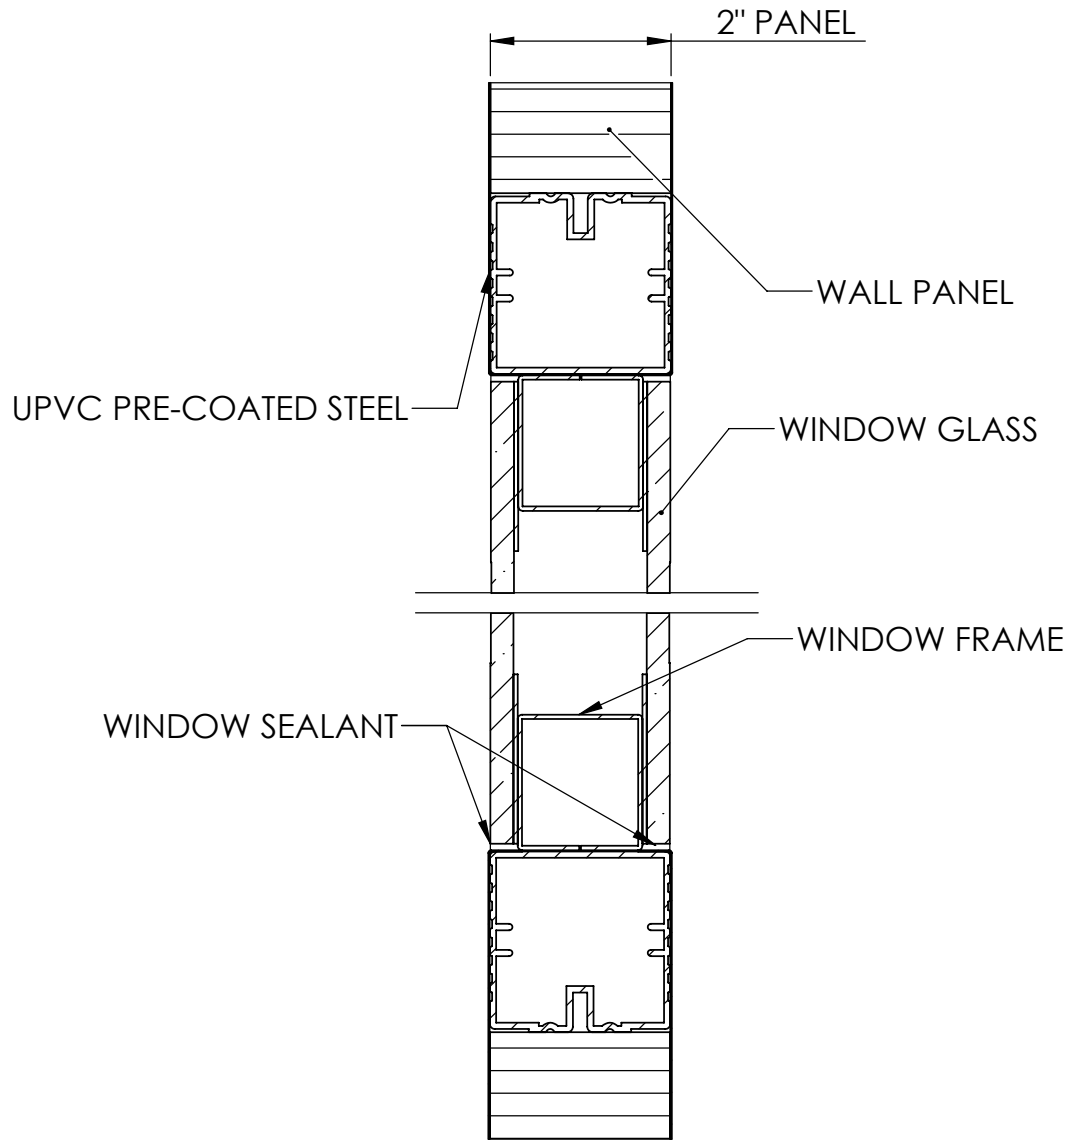 2" PANEL
WALL PANEL
UPVC PRE-COATED STEEL
WINDOW GLASS
WINDOW FRAME
WINDOW SEALANT